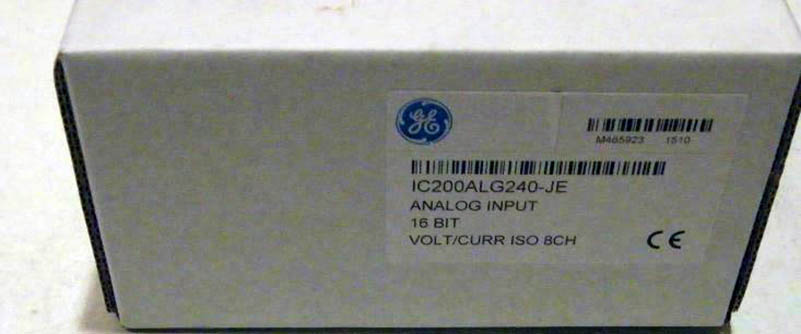 GE
M465923 1510
IC200ALG240-JE
ANALOG INPUT
16 BIT
VOLT/CURR ISO 8CH
CE